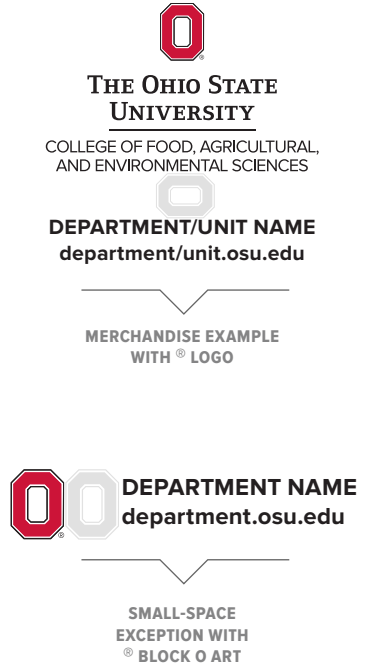 O®
THE OHIO STATE
UNIVERSITY
COLLEGE OF FOOD, AGRICULTURAL,
AND ENVIRONMENTAL SCIENCES
O
DEPARTMENT/UNIT NAME
department/unit.osu.edu
MERCHANDISE EXAMPLE
WITH ® LOGO
O® O DEPARTMENT NAME
department.osu.edu
SMALL-SPACE
EXCEPTION WITH
® BLOCK O ART